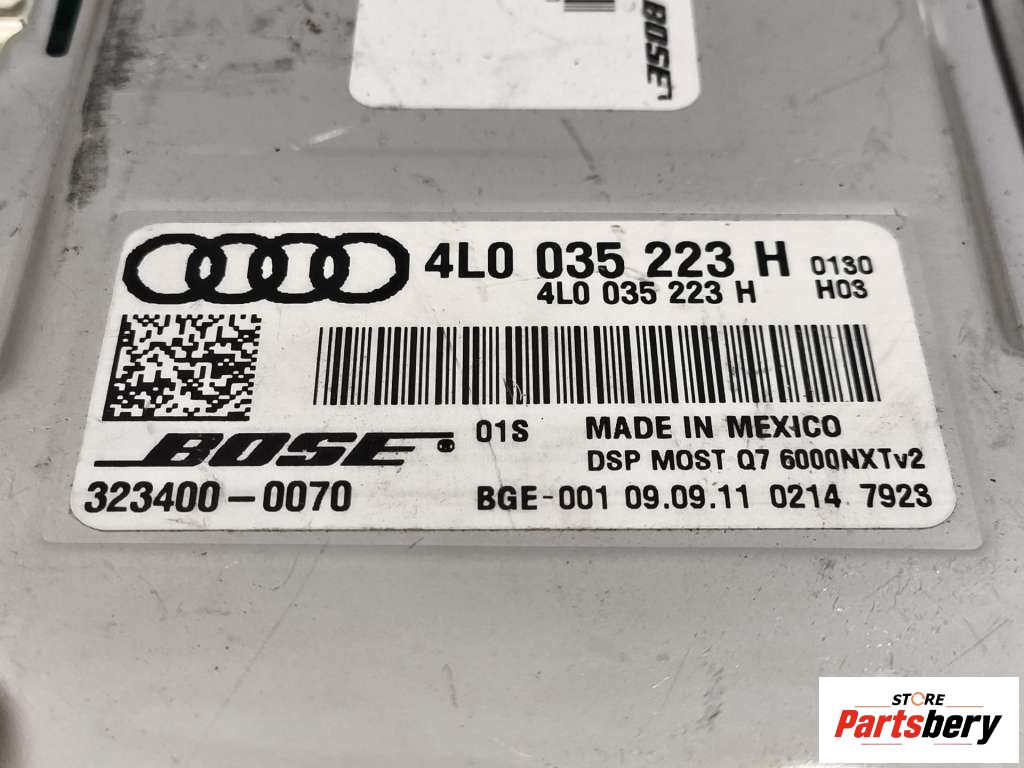 BOSE
4L0 035 223 H 0130
4L0 035 223 H H03
BOSE 01S MADE IN MEXICO
DSP MOST Q7 6000NXTv2
323400-0070 BGE-001 09.09.11 0214 7923
STORE
Partsbery